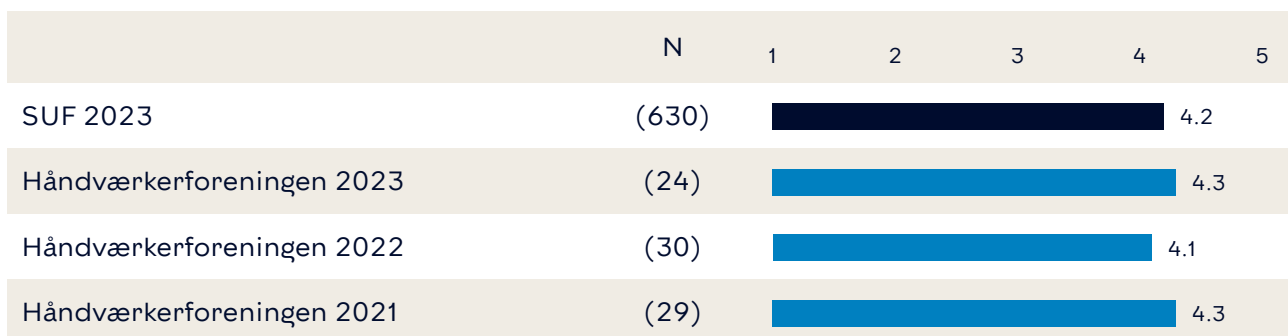 N 1 2 3 4 5
SUF 2023 (630) 4.2
Håndværkerforeningen 2023 (24) 4.3
Håndværkerforeningen 2022 (30) 4.1
Håndværkerforeningen 2021 (29) 4.3